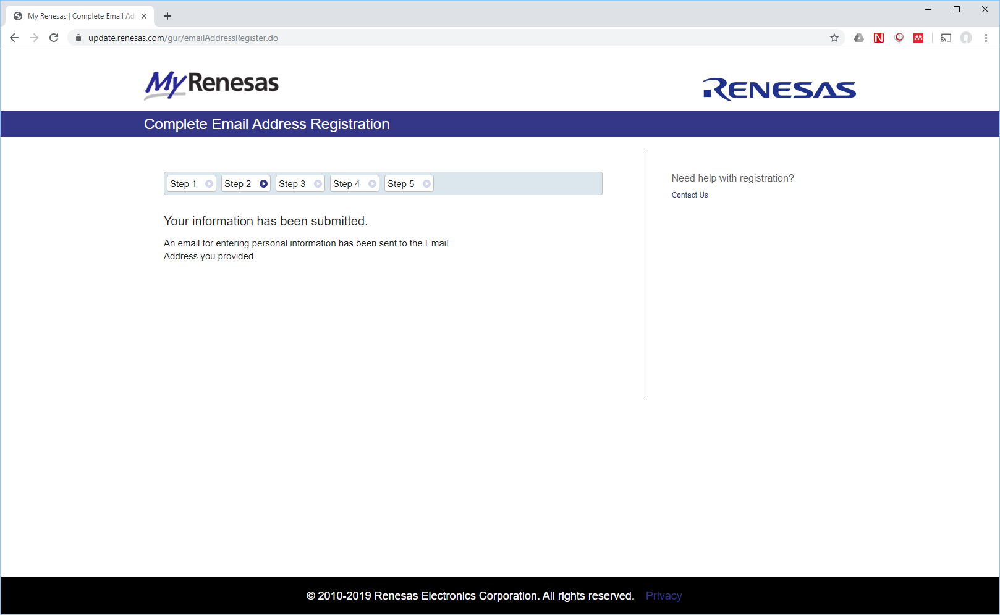 My Renesas | Complete Email Ad
update.renesas.com/gur/emailAddressRegister.do
MyRenesas
RENESAS
Complete Email Address Registration
Step 1 Step 2 Step 3 Step 4 Step 5
Need help with registration?
Contact Us
Your information has been submitted.
An email for entering personal information has been sent to the Email
Address you provided.
© 2010-2019 Renesas Electronics Corporation. All rights reserved. Privacy